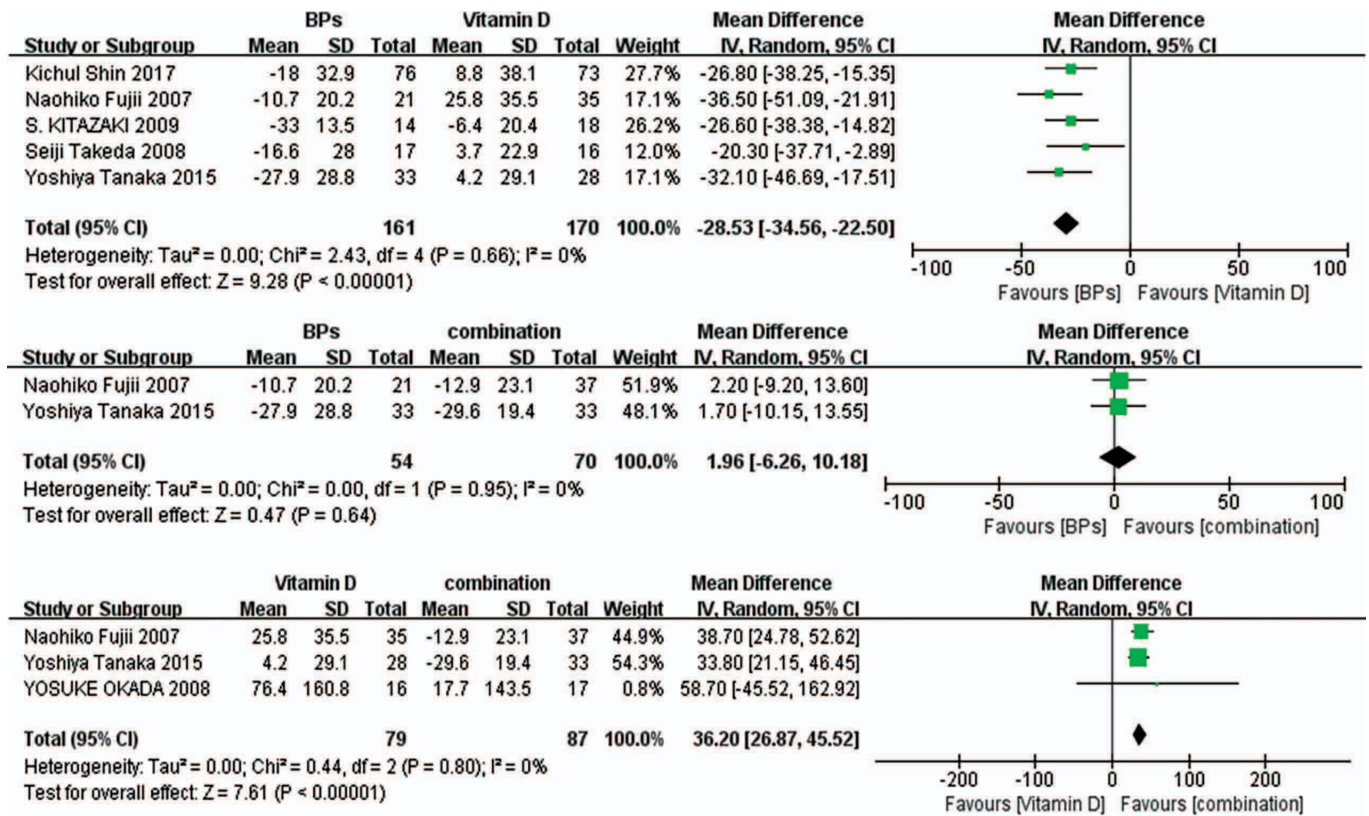 BPs Vitamin D Mean Difference Mean Difference
Study or Subgroup Mean SD Total Mean SD Total Weight IV, Random, 95% CI IV, Random, 95% CI
Kichul Shin 2017 -18 32.9 76 8.8 38.1 73 27.7% -26.80 [-38.25, -15.35]
Naohiko Fujii 2007 -10.7 20.2 21 25.8 35.5 35 17.1% -36.50 [-51.09, -21.91]
S. KITAZAKI 2009 -33 13.5 14 -6.4 20.4 18 26.2% -26.60 [-38.38, -14.82]
Seiji Takeda 2008 -16.6 28 17 3.7 22.9 16 12.0% -20.30 [-37.71, -2.89]
Yoshiya Tanaka 2015 -27.9 28.8 33 4.2 29.1 28 17.1% -32.10 [-46.69, -17.51]
Total (95% CI) 161 170 100.0% -28.53 [-34.56, -22.50]
Heterogeneity: Tau² = 0.00; Chi² = 2.43, df = 4 (P = 0.66); I² = 0%
Test for overall effect: Z = 9.28 (P < 0.00001)
-100 -50 0 50 100
Favours [BPs] Favours [Vitamin D]
BPs combination Mean Difference Mean Difference
Study or Subgroup Mean SD Total Mean SD Total Weight IV, Random, 95% CI IV, Random, 95% CI
Naohiko Fujii 2007 -10.7 20.2 21 -12.9 23.1 37 51.9% 2.20 [-9.20, 13.60]
Yoshiya Tanaka 2015 -27.9 28.8 33 -29.6 19.4 33 48.1% 1.70 [-10.15, 13.55]
Total (95% CI) 54 70 100.0% 1.96 [-6.26, 10.18]
Heterogeneity: Tau² = 0.00; Chi² = 0.00, df = 1 (P = 0.95); I² = 0%
Test for overall effect: Z = 0.47 (P = 0.64)
-100 -50 0 50 100
Favours [BPs] Favours [combination]
Vitamin D combination Mean Difference Mean Difference
Study or Subgroup Mean SD Total Mean SD Total Weight IV, Random, 95% CI IV, Random, 95% CI
Naohiko Fujii 2007 25.8 35.5 35 -12.9 23.1 37 44.9% 38.70 [24.78, 52.62]
Yoshiya Tanaka 2015 4.2 29.1 28 -29.6 19.4 33 54.3% 33.80 [21.15, 46.45]
YOSUKE OKADA 2008 76.4 160.8 16 17.7 143.5 17 0.8% 58.70 [-45.52, 162.92]
Total (95% CI) 79 87 100.0% 36.20 [26.87, 45.52]
Heterogeneity: Tau² = 0.00; Chi² = 0.44, df = 2 (P = 0.80); I² = 0%
Test for overall effect: Z = 7.61 (P < 0.00001)
-200 -100 0 100 200
Favours [Vitamin D] Favours [combination]